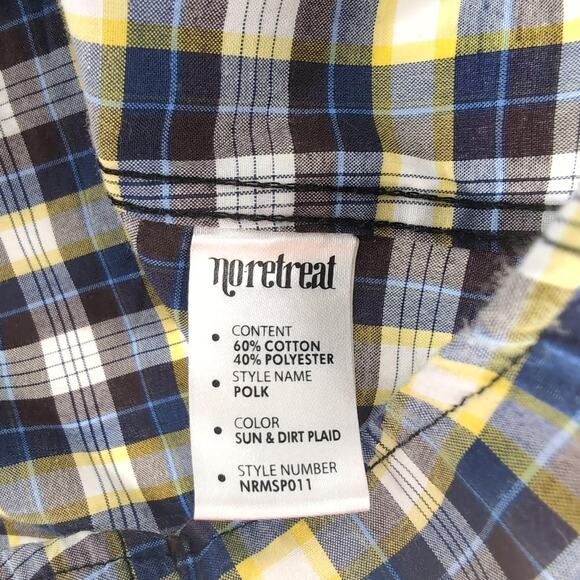 noretreat
• CONTENT
60% COTTON
40% POLYESTER
• STYLE NAME
POLK
• COLOR
SUN & DIRT PLAID
• STYLE NUMBER
NRMSP011